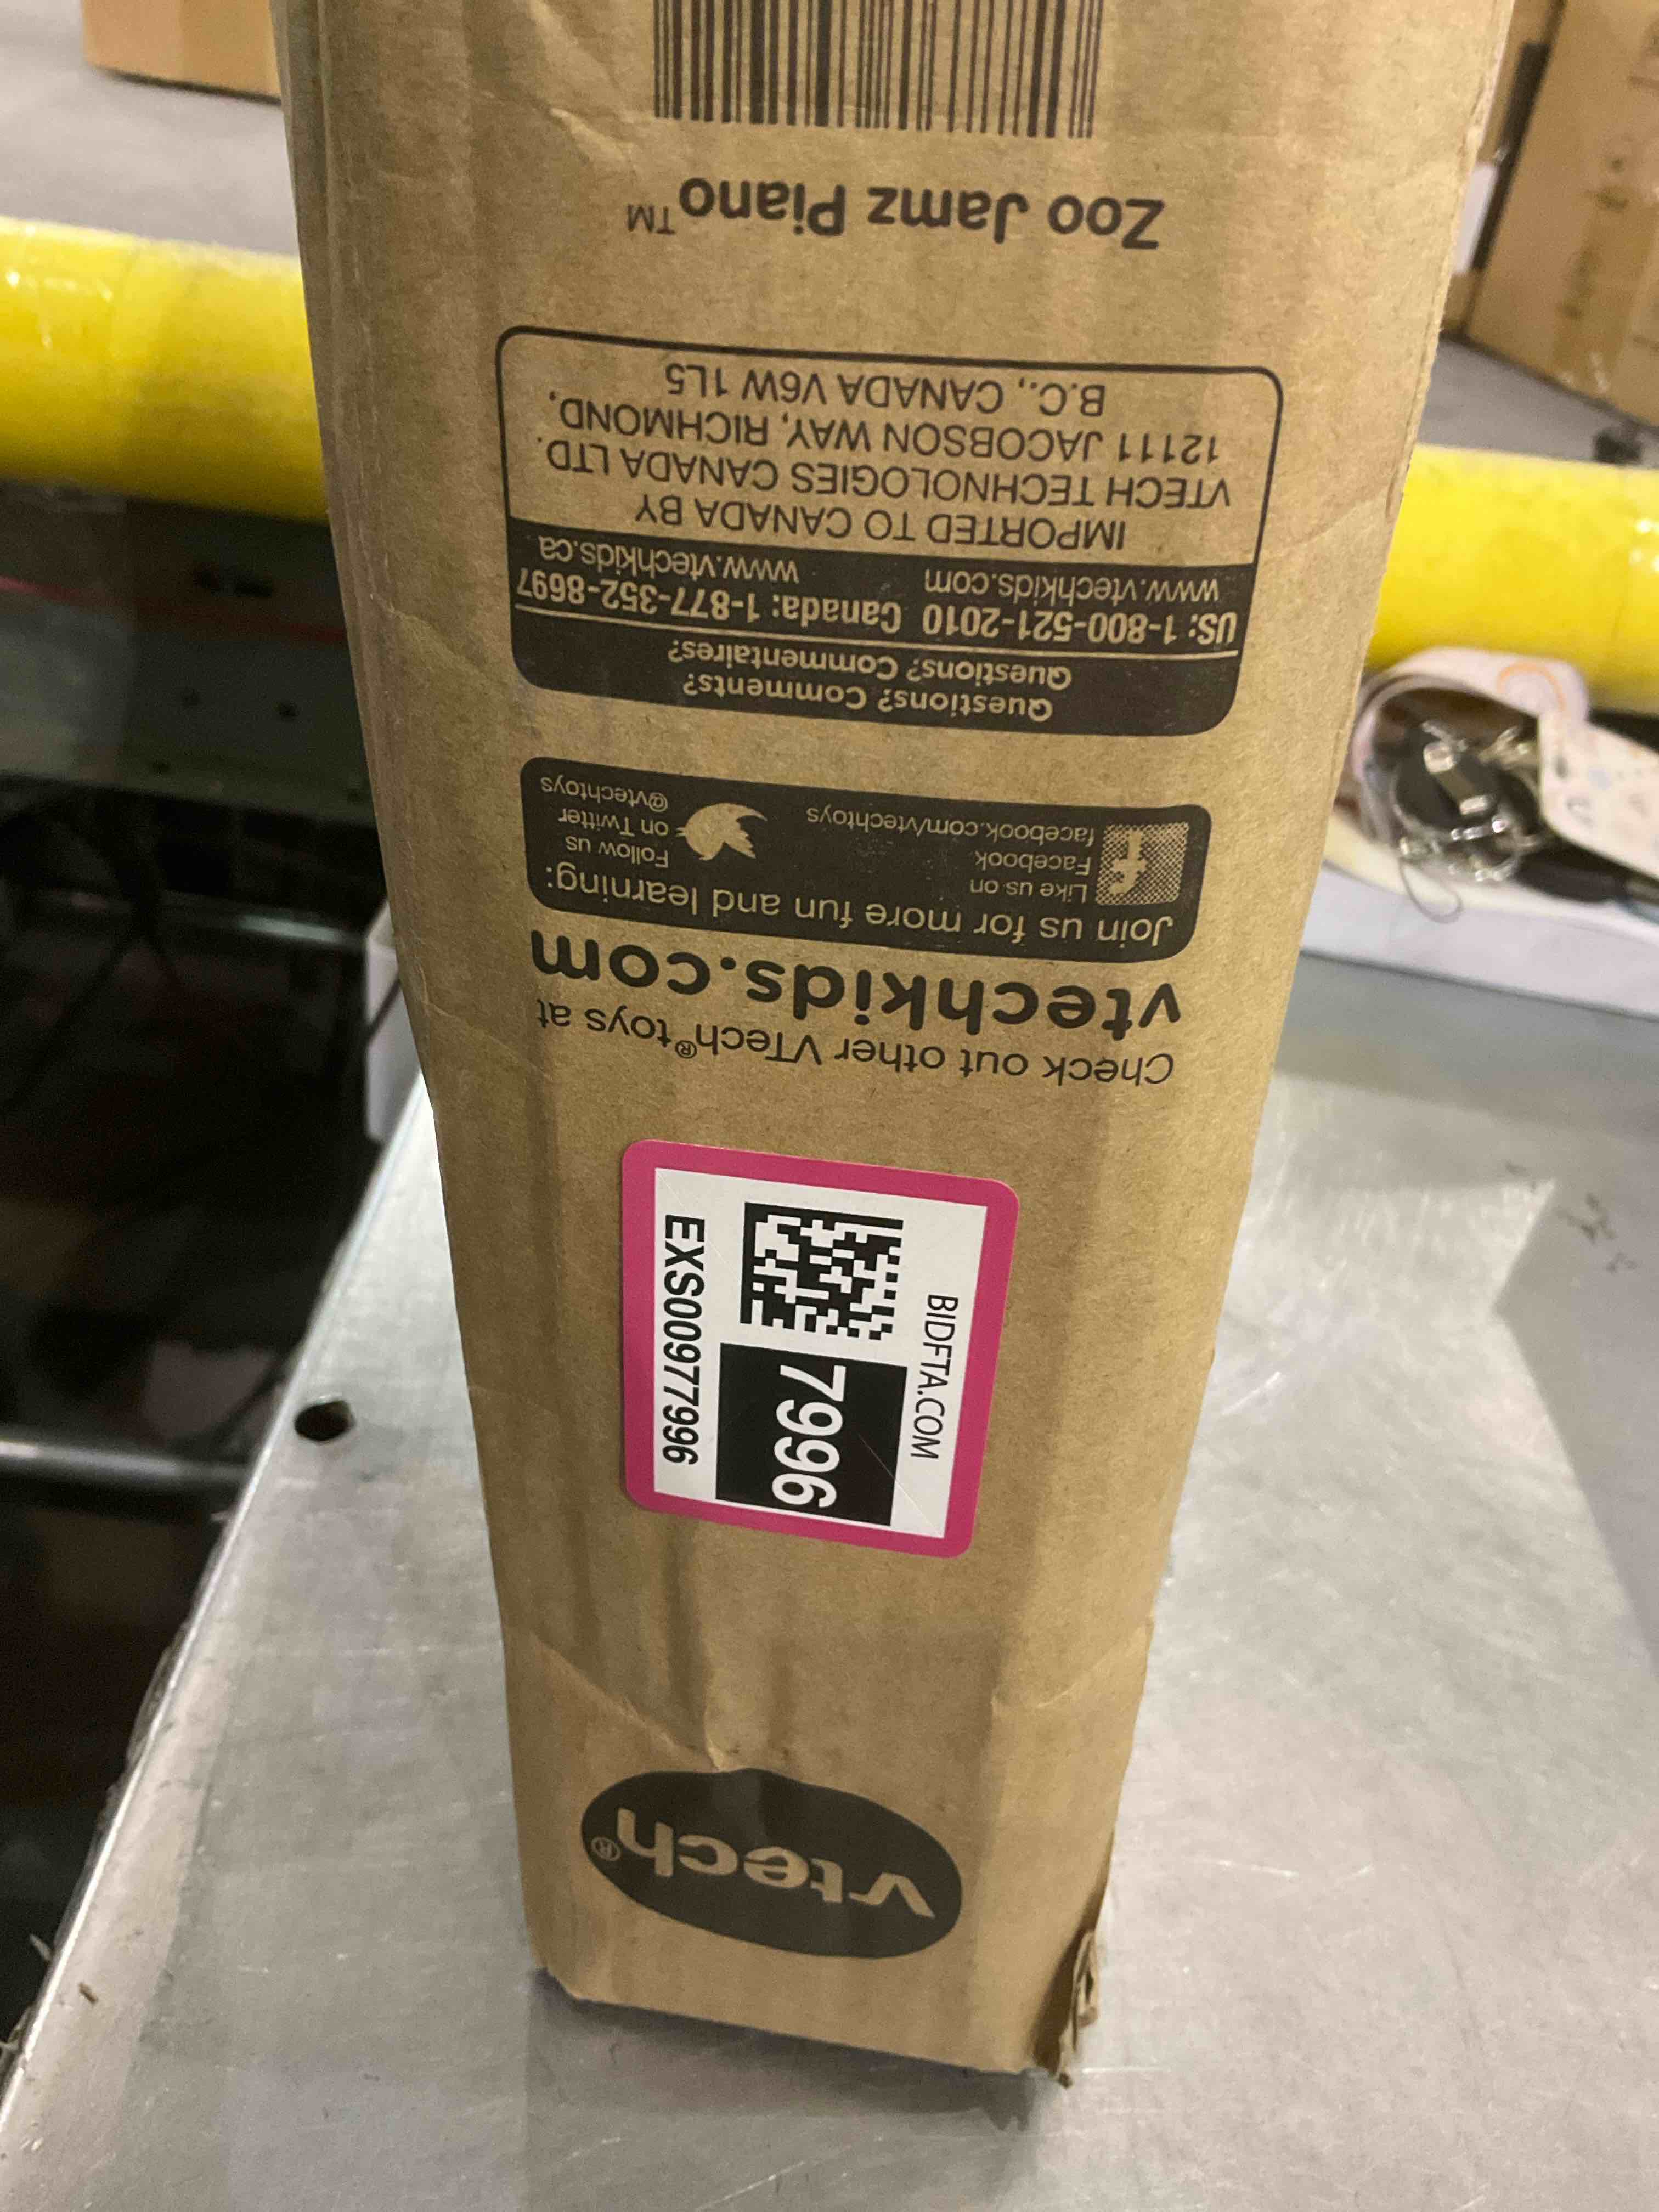 vtech®
BIDFTA.COM
7996
EXS00977996
Check out other VTech® toys at
vtechkids.com
Join us for more fun and learning:
Like us on
Facebook
facebook.com/vtechtoys
Follow us
on Twitter
@vtechtoys
Questions? Comments?
Questions? Commentaires?
US: 1-800-521-2010 Canada: 1-877-352-8697
www.vtechkids.com www.vtechkids.ca
IMPORTED TO CANADA BY
VTECH TECHNOLOGIES CANADA LTD.
12111 JACOBSON WAY, RICHMOND,
B.C., CANADA V6W 1L5
Zoo Jamz Piano™